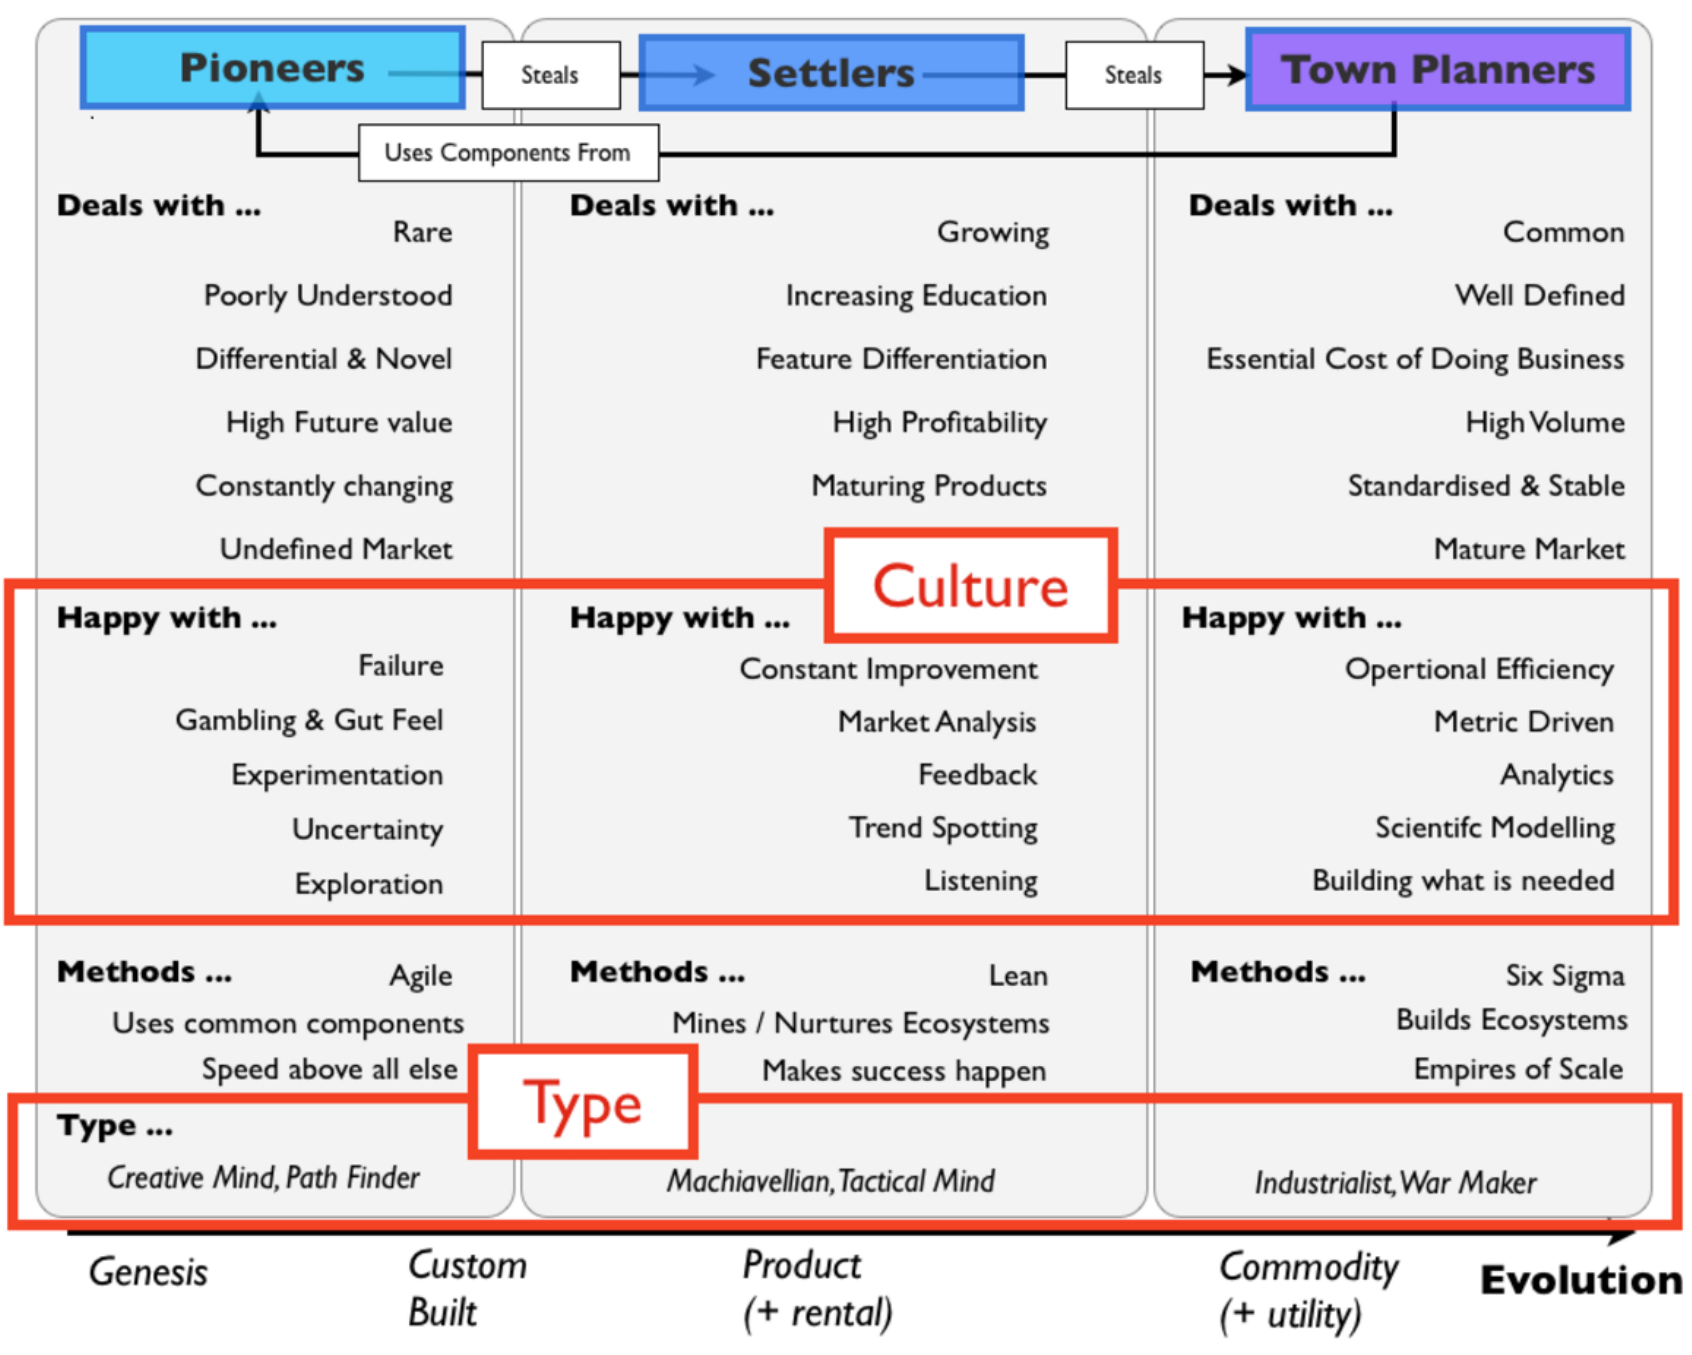 Pioneers
Steals
Settlers
Steals
Town Planners
Uses Components From
Deals with ...
Rare
Poorly Understood
Differential & Novel
High Future value
Constantly changing
Undefined Market
Deals with ...
Growing
Increasing Education
Feature Differentiation
High Profitability
Maturing Products
Deals with ...
Common
Well Defined
Essential Cost of Doing Business
High Volume
Standardised & Stable
Mature Market
Culture
Happy with ...
Failure
Gambling & Gut Feel
Experimentation
Uncertainty
Exploration
Happy with ...
Constant Improvement
Market Analysis
Feedback
Trend Spotting
Listening
Happy with ...
Opertional Efficiency
Metric Driven
Analytics
Scientifc Modelling
Building what is needed
Methods ...
Agile
Uses common components
Speed above all else
Methods ...
Lean
Mines / Nurtures Ecosystems
Makes success happen
Methods ...
Six Sigma
Builds Ecosystems
Empires of Scale
Type
Type ...
Creative Mind, Path Finder
Machiavellian, Tactical Mind
Industrialist, War Maker
Genesis
Custom
Built
Product
(+ rental)
Commodity
(+ utility)
Evolution